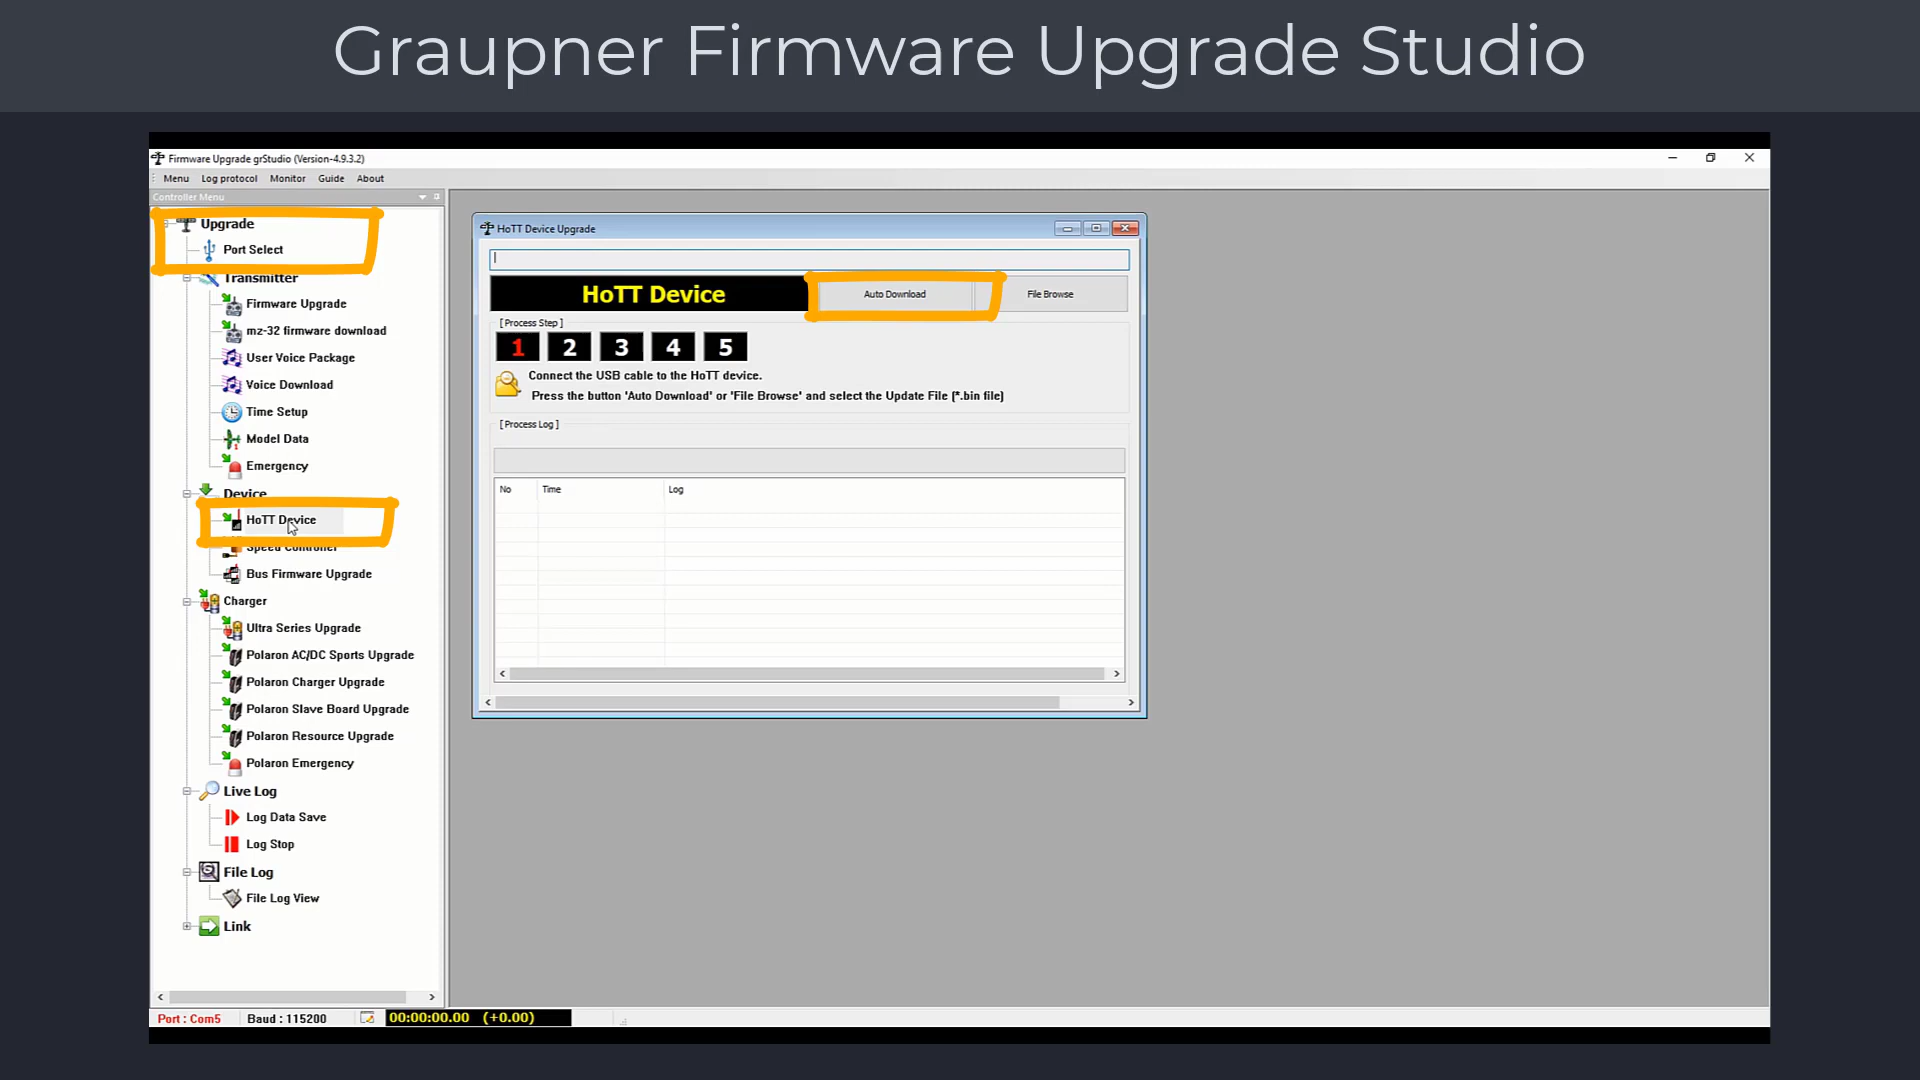 Graupner Firmware Upgrade Studio
Firmware Upgrade grStudio (Version-4.9.3.2)
Menu Log protocol Monitor Guide About
Controller Menu
Upgrade
Port Select
Transmitter
Firmware Upgrade
mz-32 firmware download
User Voice Package
Voice Download
Time Setup
Model Data
Emergency
Device
HoTT Device
Speed Controller
Bus Firmware Upgrade
Charger
Ultra Series Upgrade
Polaron AC/DC Sports Upgrade
Polaron Charger Upgrade
Polaron Slave Board Upgrade
Polaron Resource Upgrade
Polaron Emergency
Live Log
Log Data Save
Log Stop
File Log
File Log View
Link
HoTT Device Upgrade
HoTT Device Auto Download File Browse
[ Process Step ]
1 2 3 4 5
Connect the USB cable to the HoTT device.
Press the button 'Auto Download' or 'File Browse' and select the Update File (*.bin file)
[ Process Log ]
No Time Log
Port : Com5 Baud : 115200 00:00:00.00 (+0.00)